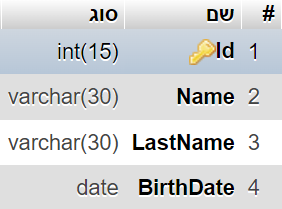 # שם סוג
1 Id int(15)
2 Name varchar(30)
3 LastName varchar(30)
4 BirthDate date